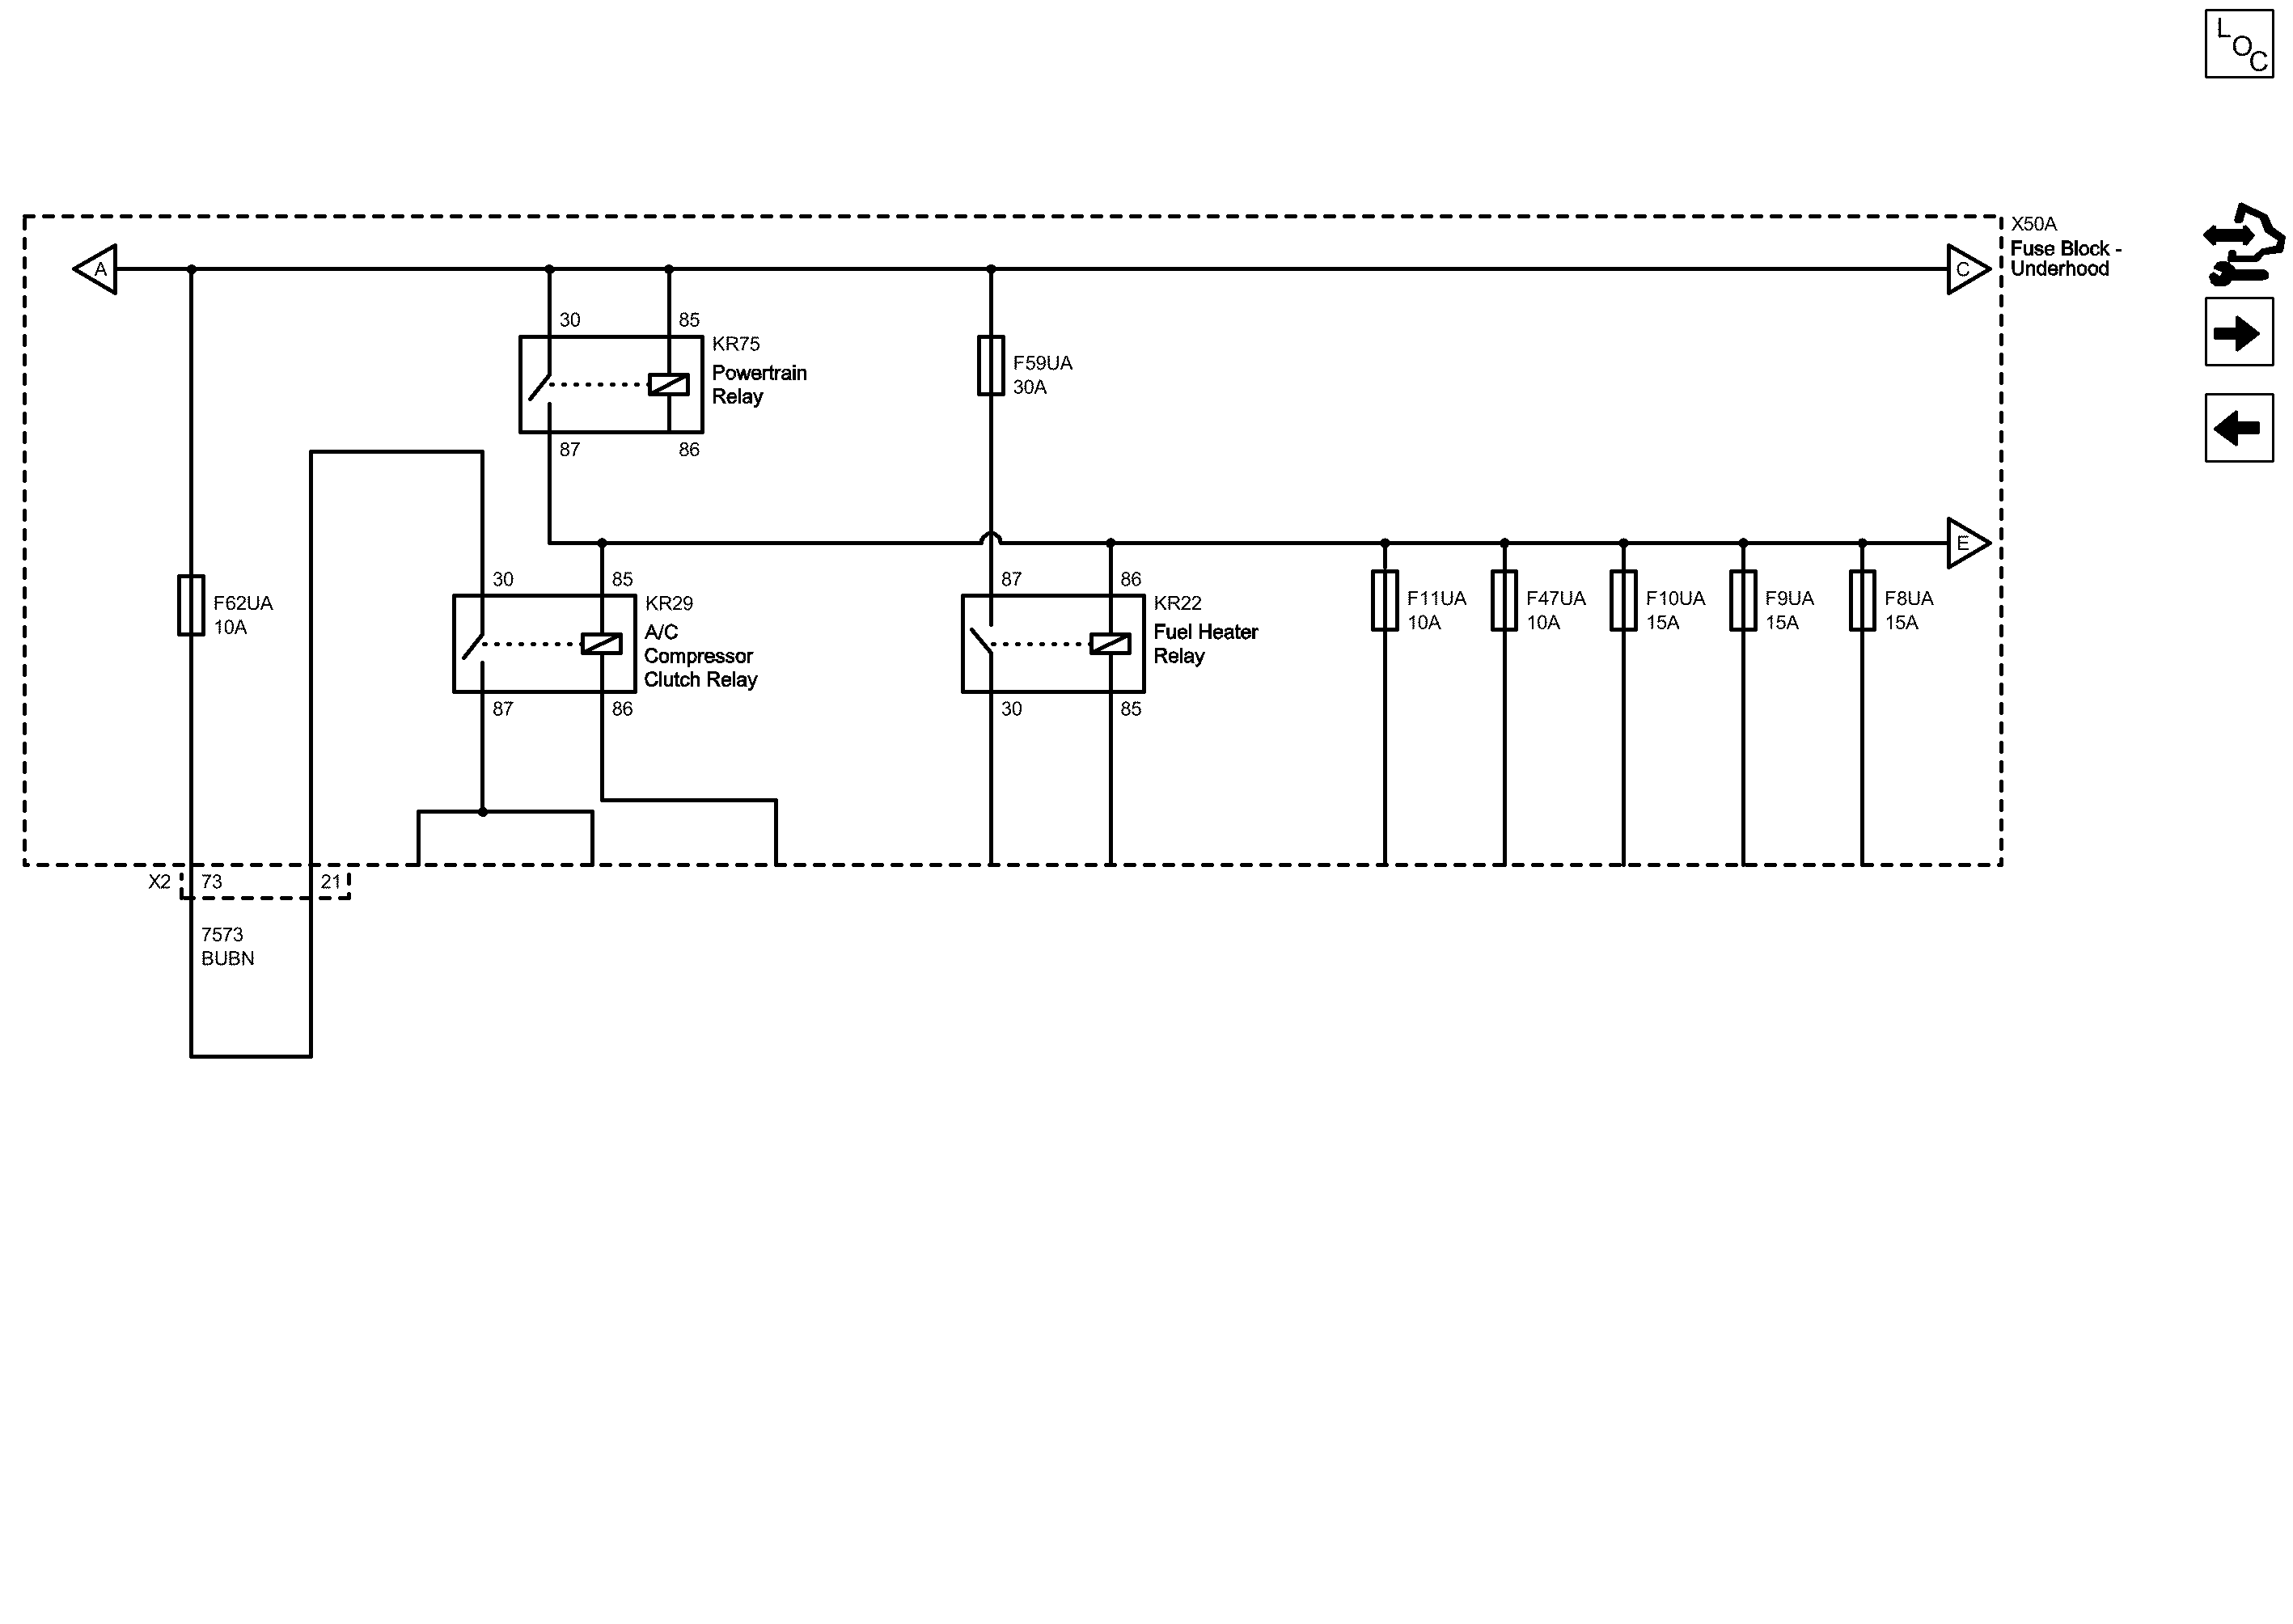 LOC
X50A
Fuse Block -
Underhood
A
C
30
85
KR75
Powertrain
Relay
F59UA
30A
87
86
E
30
85
87
86
F62UA
10A
KR29
A/C
Compressor
Clutch Relay
KR22
Fuel Heater
Relay
F11UA
10A
F47UA
10A
F10UA
15A
F9UA
15A
F8UA
15A
87
86
30
85
X2
73
21
7573
BUBN